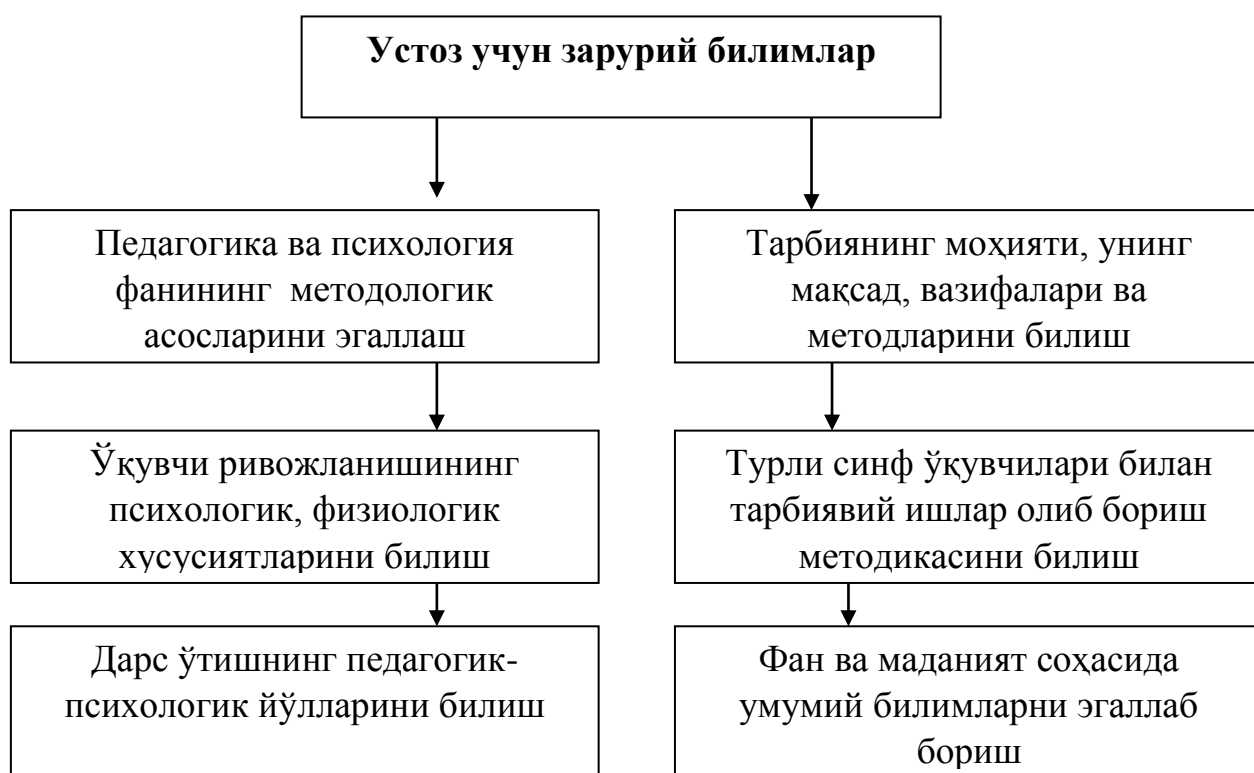 Устоз учун зарурий билимлар
Педагогика ва психология
фанининг методологик
асосларини эгаллаш
Ўқувчи ривожланишининг
психологик, физиологик
хусусиятларини билиш
Дарс ўтишнинг педагогик-
психологик йўлларини билиш
Тарбиянинг моҳияти, унинг
мақсад, вазифалари ва
методларини билиш
Турли синф ўқувчилари билан
тарбиявий ишлар олиб бориш
методикасини билиш
Фан ва маданият соҳасида
умумий билимларни эгаллаб
бориш